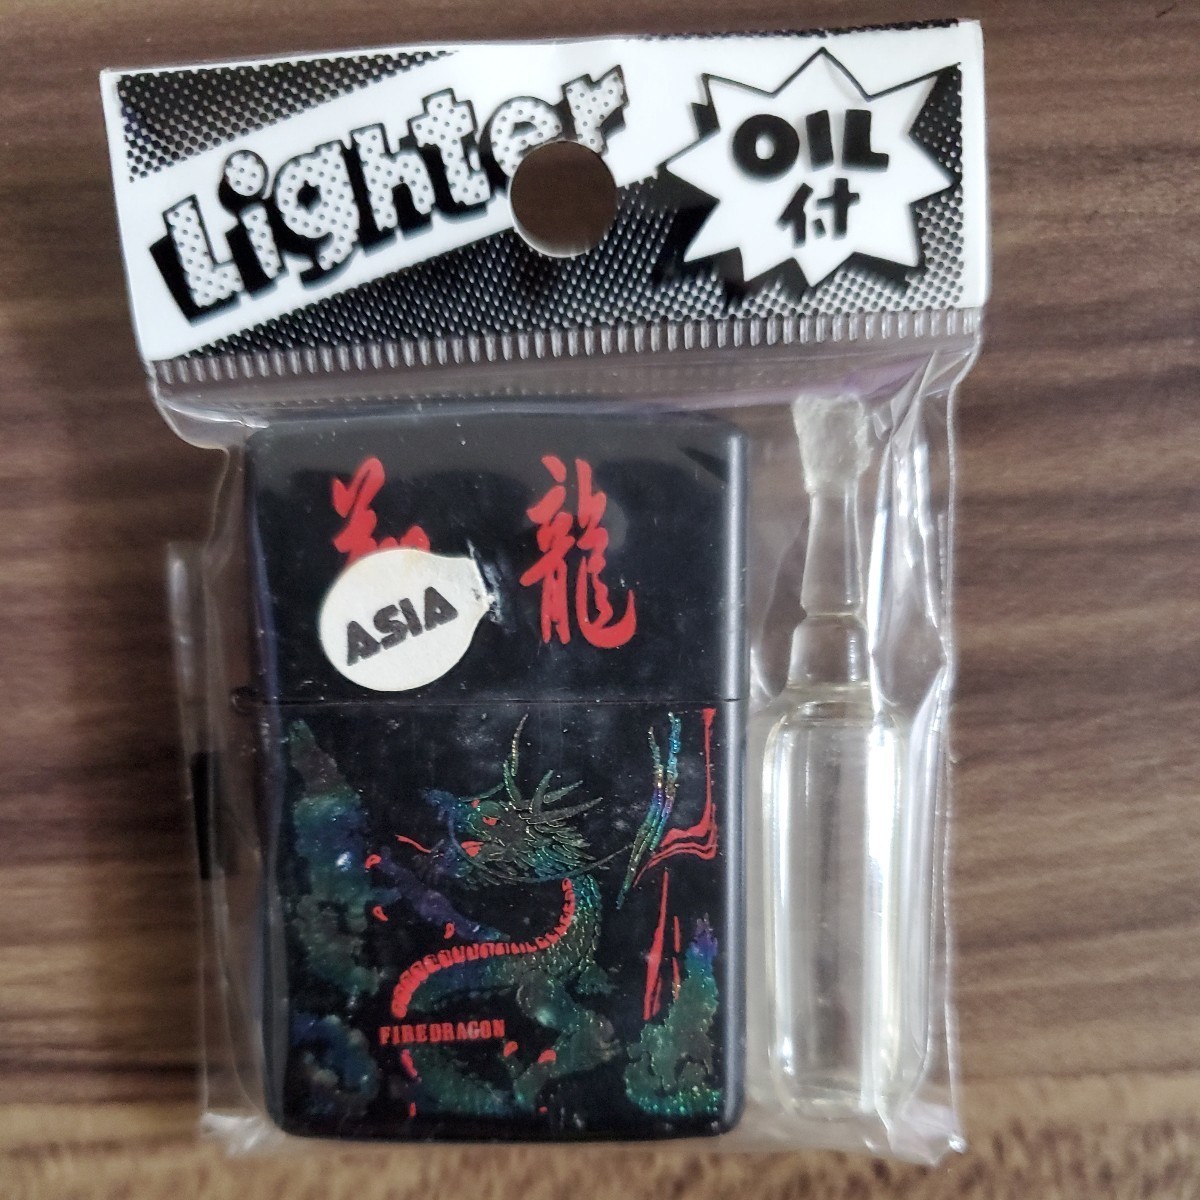 Lighter
OIL
付
龍
ASIA
FIREDRAGON